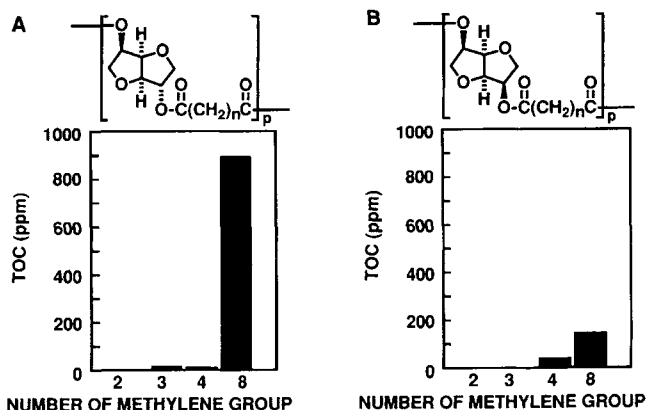 A
O
H
O
O
H
O-C(CH₂)nC
O
O
p
1000
800
600
400
200
0
TOC (ppm)
2 3 4 8
NUMBER OF METHYLENE GROUP
B
O
H
O
O
H
O-C(CH₂)nC
O
O
p
1000
800
600
400
200
0
TOC (ppm)
2 3 4 8
NUMBER OF METHYLENE GROUP